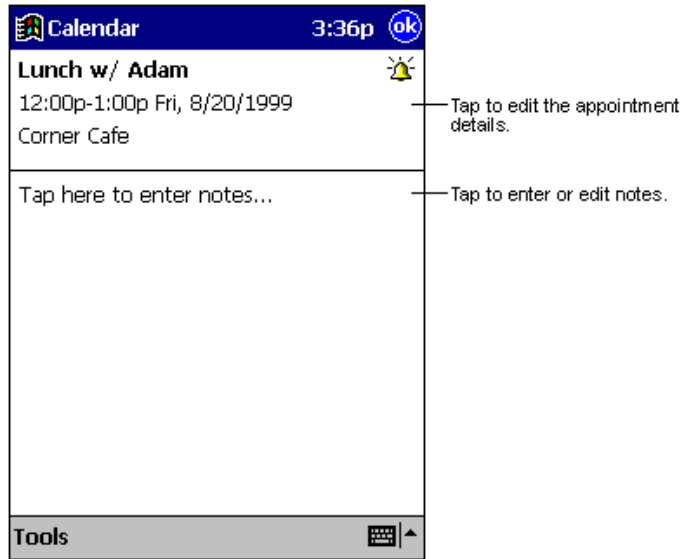 Calendar 3:36p ok
Lunch w/ Adam
12:00p-1:00p Fri, 8/20/1999
Corner Cafe
Tap to edit the appointment
details.
Tap here to enter notes...
Tap to enter or edit notes.
Tools